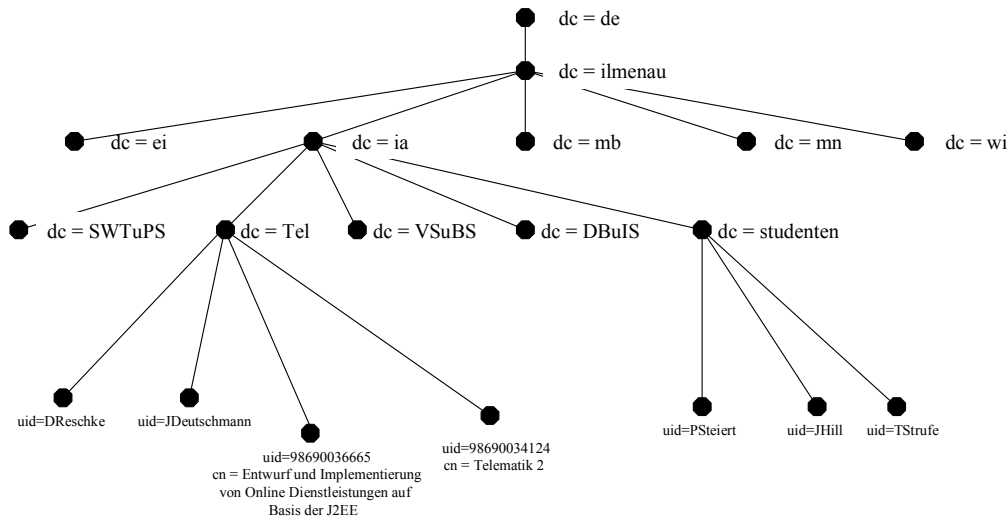 dc = de
dc = ilmenau
dc = ei
dc = ia
dc = mb
dc = mn
dc = wi
dc = SWTuPS
dc = Tel
dc = VSuBS
dc = DBuIS
dc = studenten
uid=DReschke
uid=JDeutschmann
uid=98690036665
cn = Entwurf und Implementierung
von Online Dienstleistungen auf
Basis der J2EE
uid=98690034124
cn = Telematik 2
uid=PSteiert
uid=JHill
uid=TStrufe